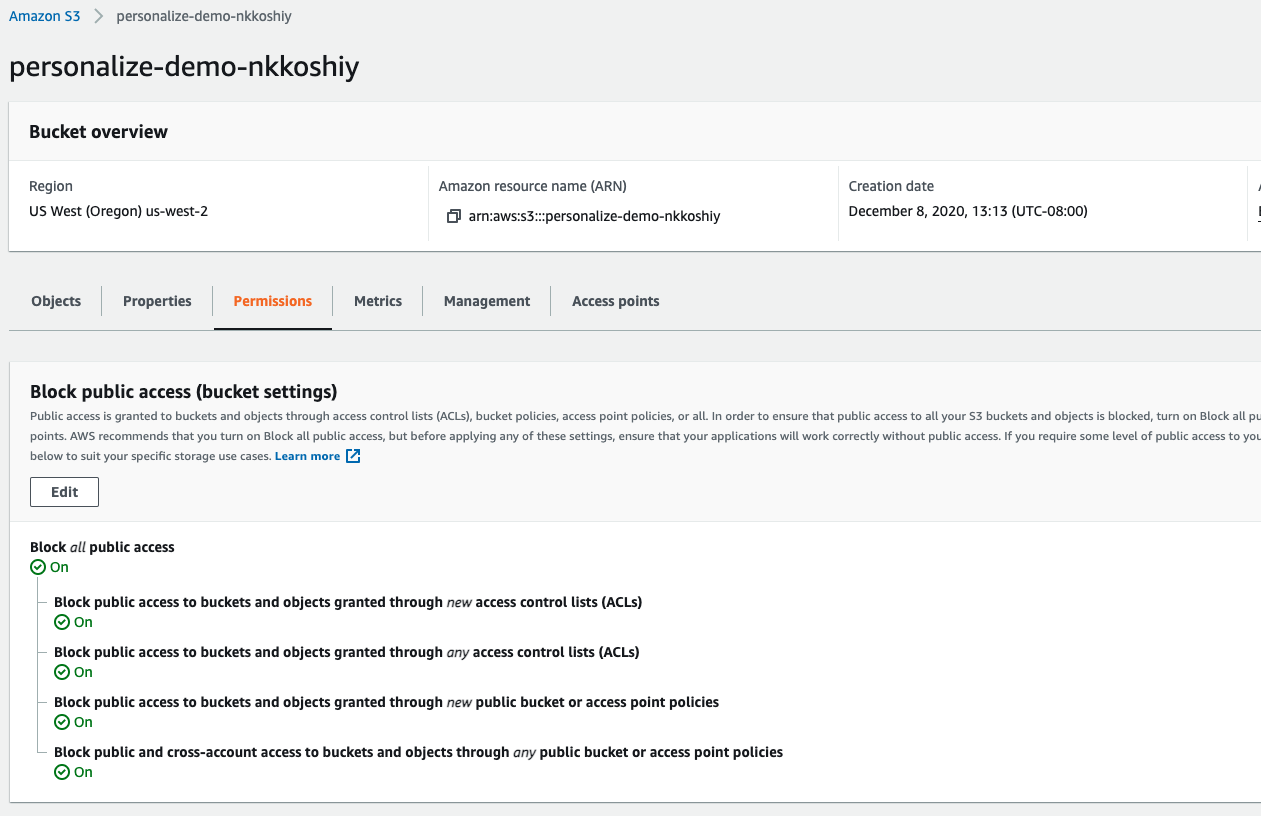 Amazon S3 > personalize-demo-nkkoshiy
personalize-demo-nkkoshiy
Bucket overview
Region
US West (Oregon) us-west-2
Amazon resource name (ARN)
arn:aws:s3:::personalize-demo-nkkoshiy
Creation date
December 8, 2020, 13:13 (UTC-08:00)
Objects
Properties
Permissions
Metrics
Management
Access points
Block public access (bucket settings)
Public access is granted to buckets and objects through access control lists (ACLs), bucket policies, access point policies, or all. In order to ensure that public access to all your S3 buckets and objects is blocked, turn on Block all pu
points. AWS recommends that you turn on Block all public access, but before applying any of these settings, ensure that your applications will work correctly without public access. If you require some level of public access to you
below to suit your specific storage use cases. Learn more
Edit
Block all public access
On
Block public access to buckets and objects granted through new access control lists (ACLs)
On
Block public access to buckets and objects granted through any access control lists (ACLs)
On
Block public access to buckets and objects granted through new public bucket or access point policies
On
Block public and cross-account access to buckets and objects through any public bucket or access point policies
On